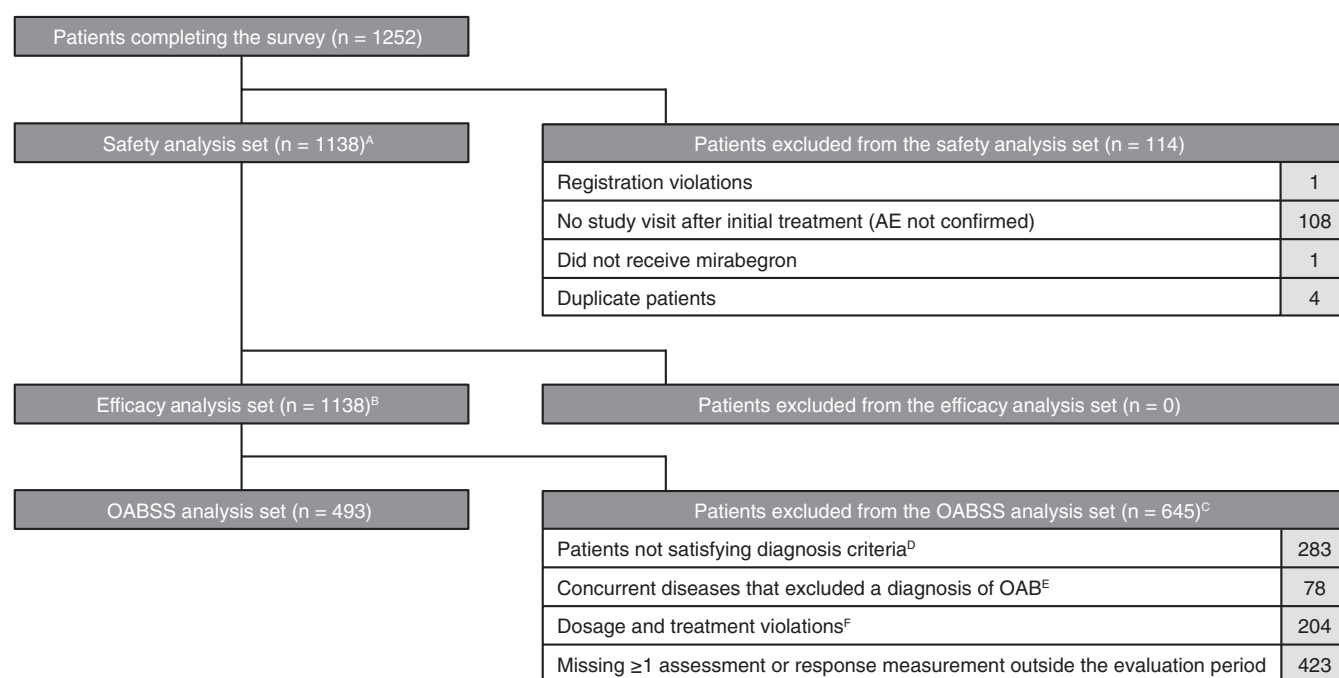 Patients completing the survey (n = 1252)
Safety analysis set (n = 1138)ᴬ
Patients excluded from the safety analysis set (n = 114)
Registration violations 1
No study visit after initial treatment (AE not confirmed) 108
Did not receive mirabegron 1
Duplicate patients 4
Efficacy analysis set (n = 1138)ᴮ
Patients excluded from the efficacy analysis set (n = 0)
OABSS analysis set (n = 493)
Patients excluded from the OABSS analysis set (n = 645)ᶜ
Patients not satisfying diagnosis criteriaᴰ 283
Concurrent diseases that excluded a diagnosis of OABᴱ 78
Dosage and treatment violationsᶠ 204
Missing ≥1 assessment or response measurement outside the evaluation period 423